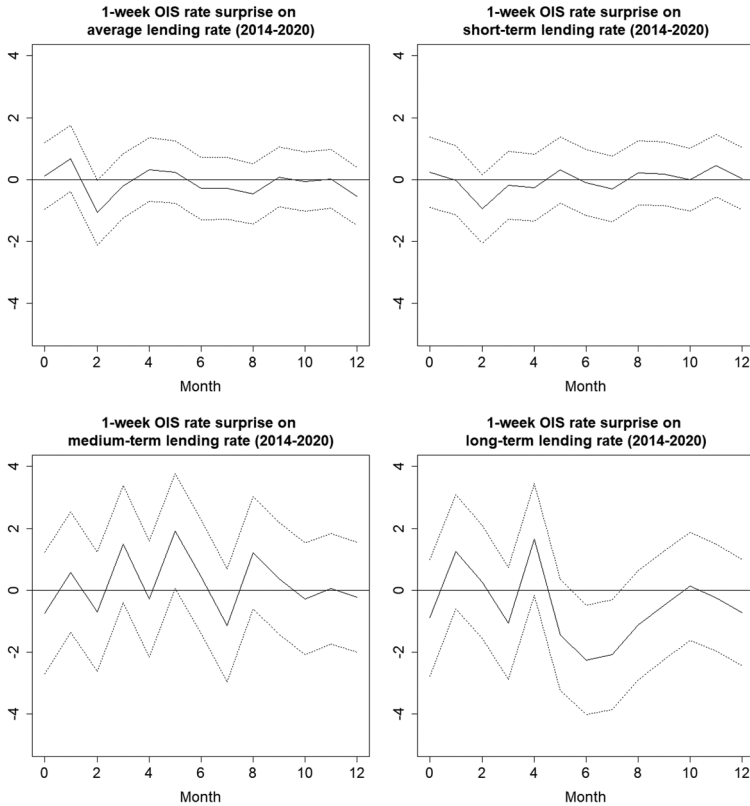 1-week OIS rate surprise on
average lending rate (2014-2020)
4
2
0
-2
-4
0 2 4 6 8 10 12
Month
1-week OIS rate surprise on
short-term lending rate (2014-2020)
4
2
0
-2
-4
0 2 4 6 8 10 12
Month
1-week OIS rate surprise on
medium-term lending rate (2014-2020)
4
2
0
-2
-4
0 2 4 6 8 10 12
Month
1-week OIS rate surprise on
long-term lending rate (2014-2020)
4
2
0
-2
-4
0 2 4 6 8 10 12
Month